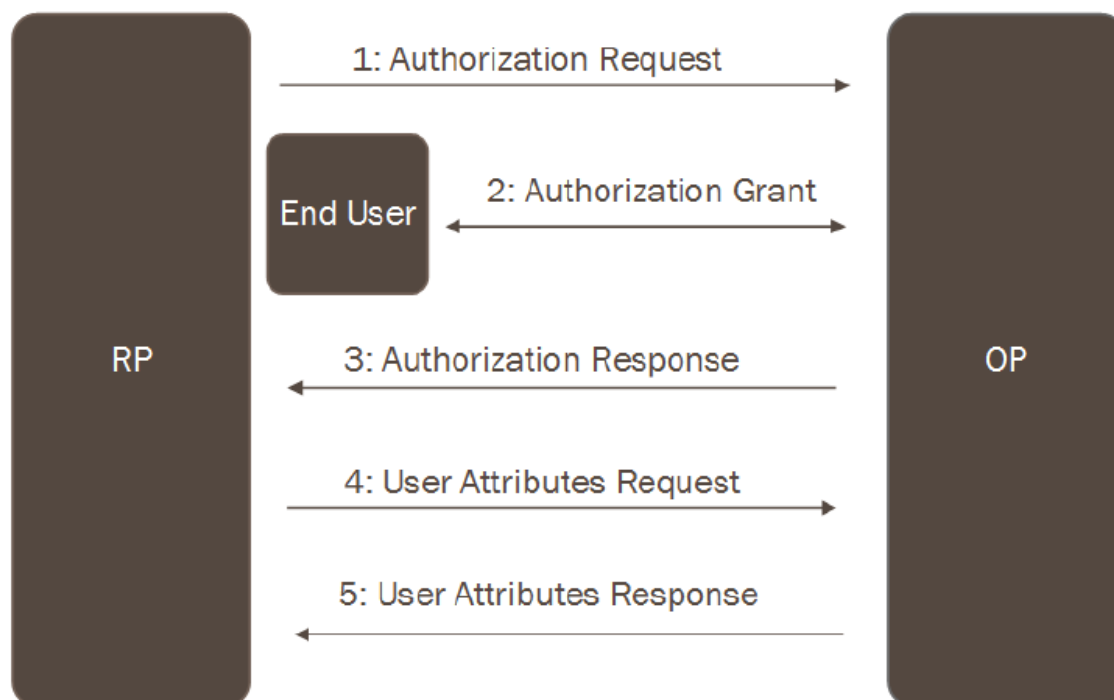 1: Authorization Request
2: Authorization Grant
End User
RP
OP
3: Authorization Response
4: User Attributes Request
5: User Attributes Response